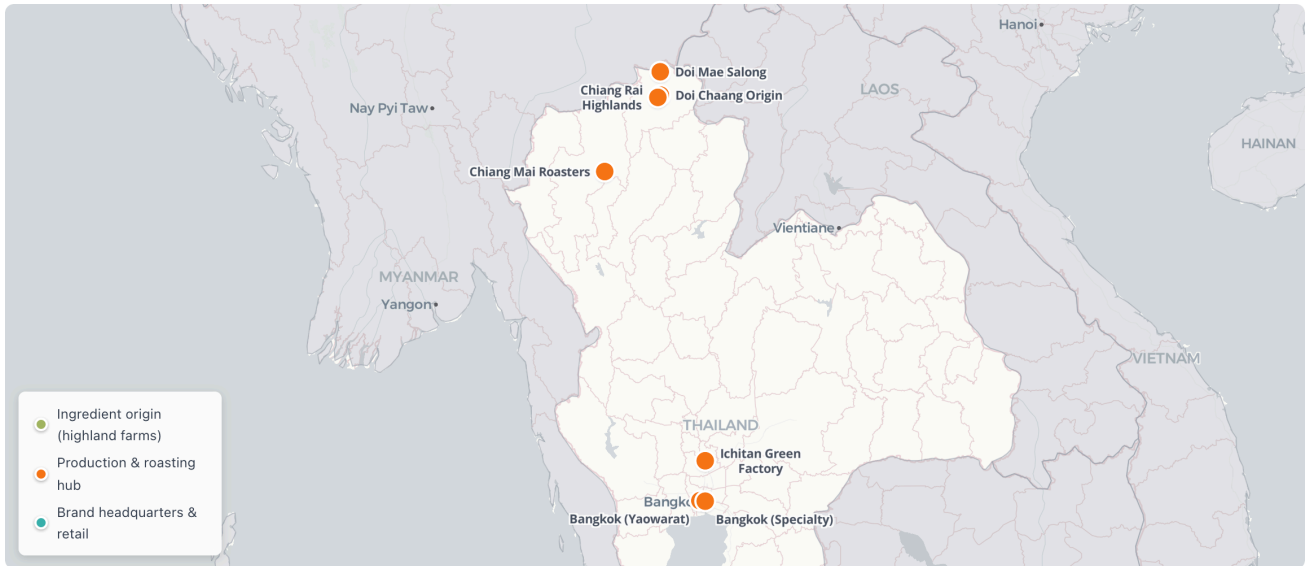 Hanoi
Doi Mae Salong
Chiang Rai
Highlands
Doi Chaang Origin
LAOS
Nay Pyi Taw
HAINAN
Chiang Mai Roasters
Vientiane
MYANMAR
Yangon
VIETNAM
THAILAND
Ichitan Green
Factory
Bangko
Bangkok (Yaowarat)
Bangkok (Specialty)
Ingredient origin
(highland farms)
Production & roasting
hub
Brand headquarters &
retail